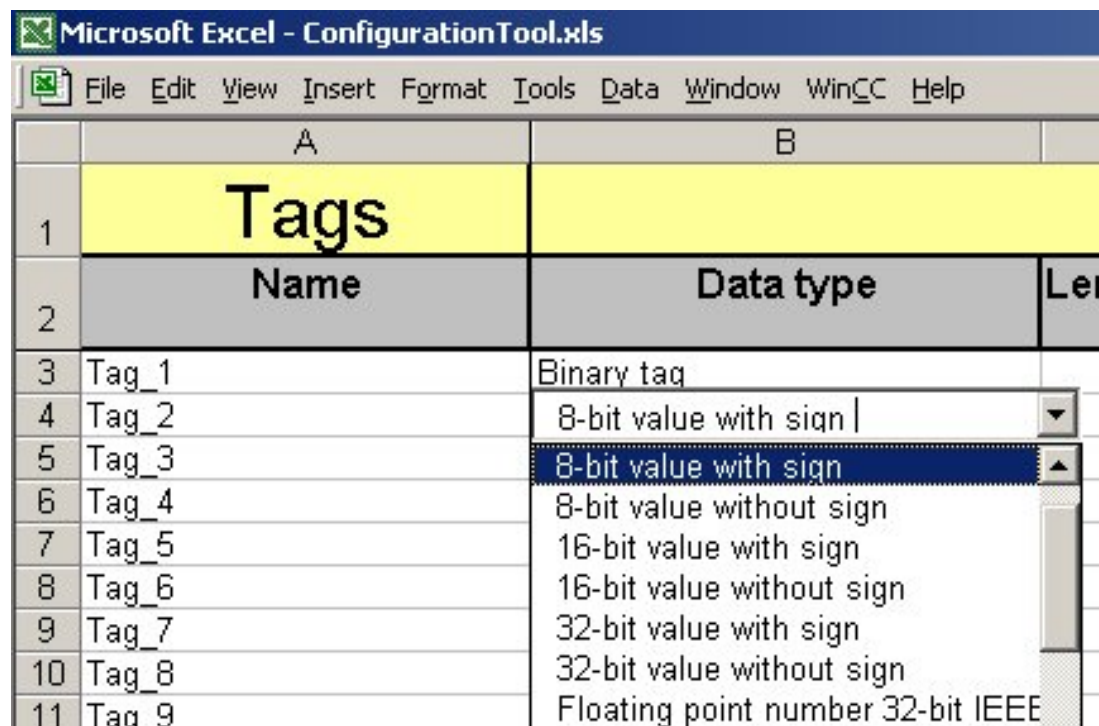 Microsoft Excel - ConfigurationTool.xls
File Edit View Insert Format Tools Data Window WinCC Help
A B
1 Tags
2 Name Data type
3 Tag_1 Binary tag
4 Tag_2 8-bit value with sign
5 Tag_3 8-bit value with sign
6 Tag_4 8-bit value without sign
7 Tag_5 16-bit value with sign
8 Tag_6 16-bit value without sign
9 Tag_7 32-bit value with sign
10 Tag_8 32-bit value without sign
11 Tag_9 Floating point number 32-bit IEEE